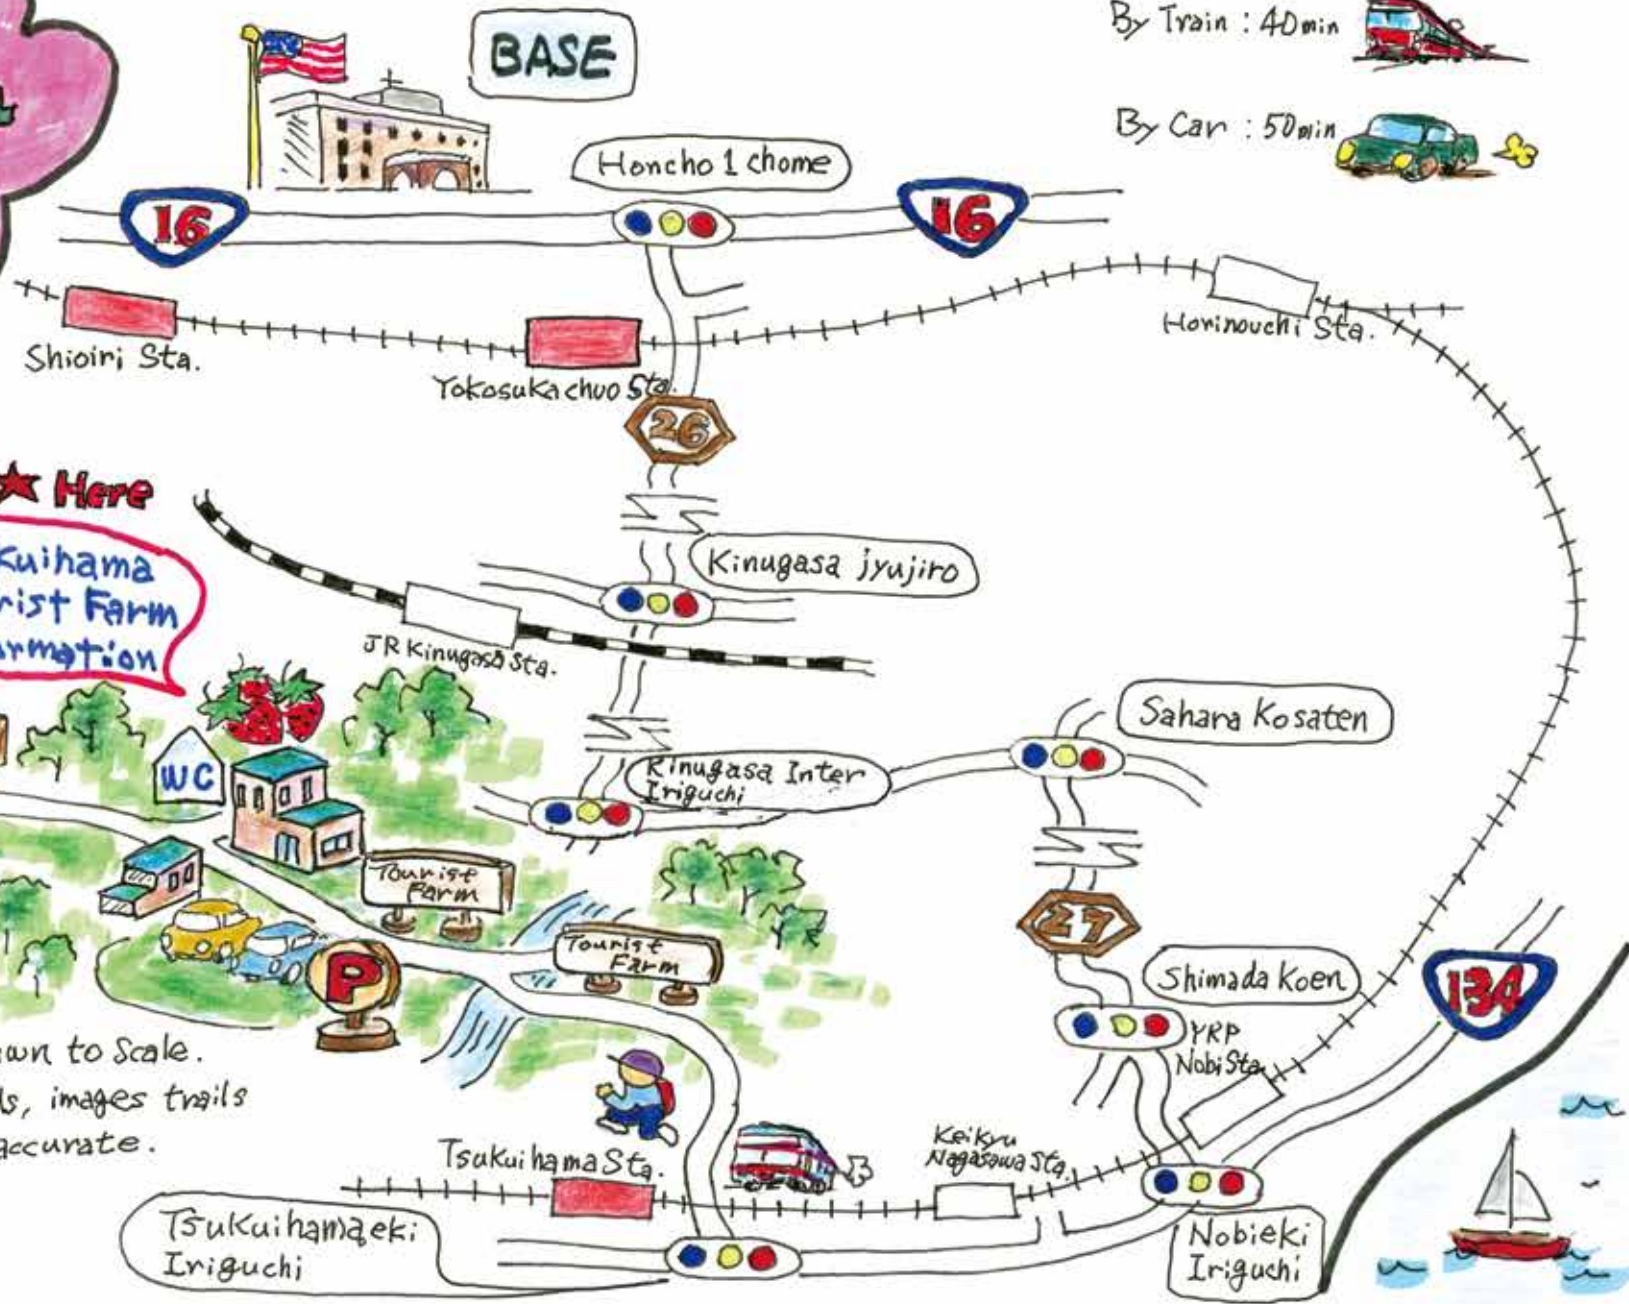 By Train : 40min
BASE
By Car : 50min
Honcho 1 chome
16
16
Horinouchi Sta.
Shioiri Sta.
Yokosuka chuo Sta.
26
Here
Kuihama
rist Farm
rmation
Kinugasa jyujiro
JR Kinugasa Sta.
Sahara Kosaten
Kinugasa Inter
Iriguchi
WC
Tourist
Farm
27
Tourist
Farm
P
Shimada Koen
134
YRP
Nobi Sta.
wn to Scale.
ds, images trails
accurate.
Tsukuihama Sta.
Keikyu
Nagasawa Sta.
Tsukuihamaeki
Iriguchi
Nobieki
Iriguchi